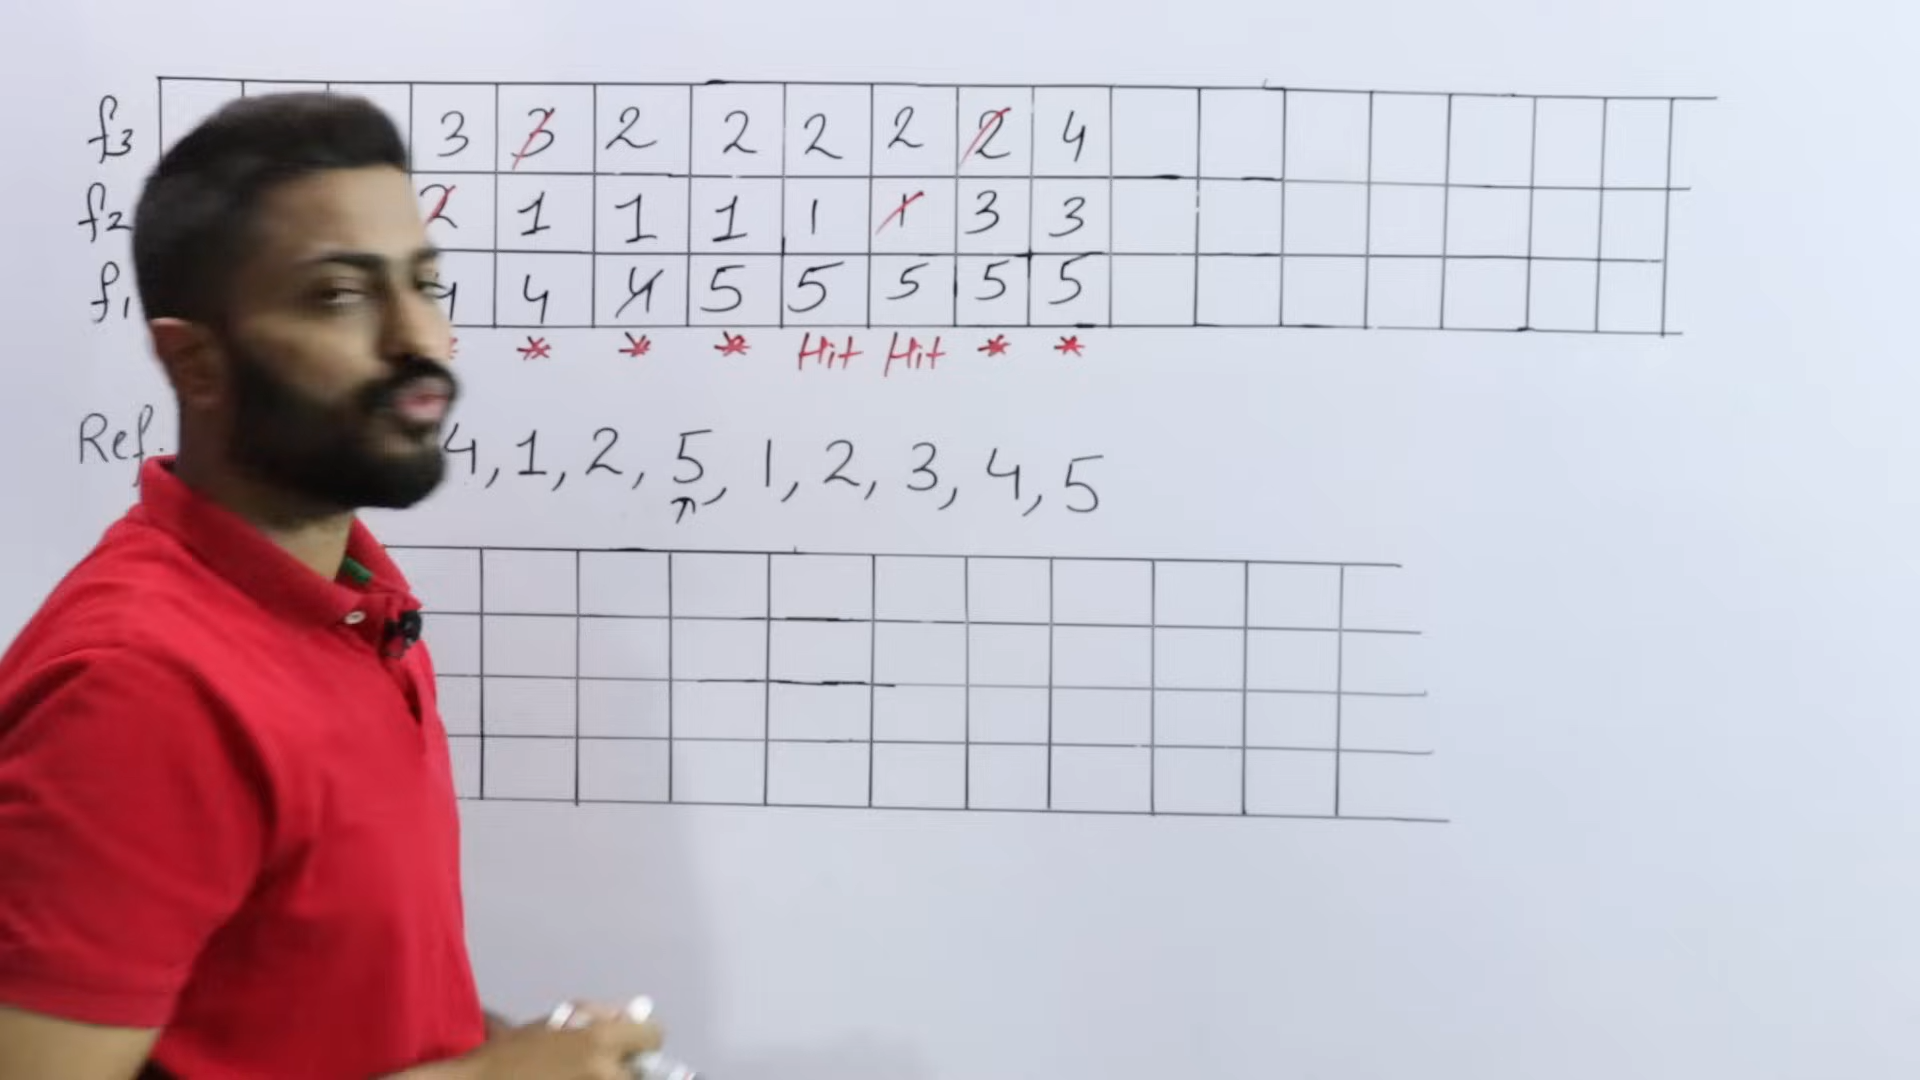 f3 3 3 2 2 2 2 2 4
f2 2 1 1 1 1 1 3 3
f1 4 4 4 5 5 5 5 5
* * * * Hit Hit * *
Ref. 4, 1, 2, 5, 1, 2, 3, 4, 5